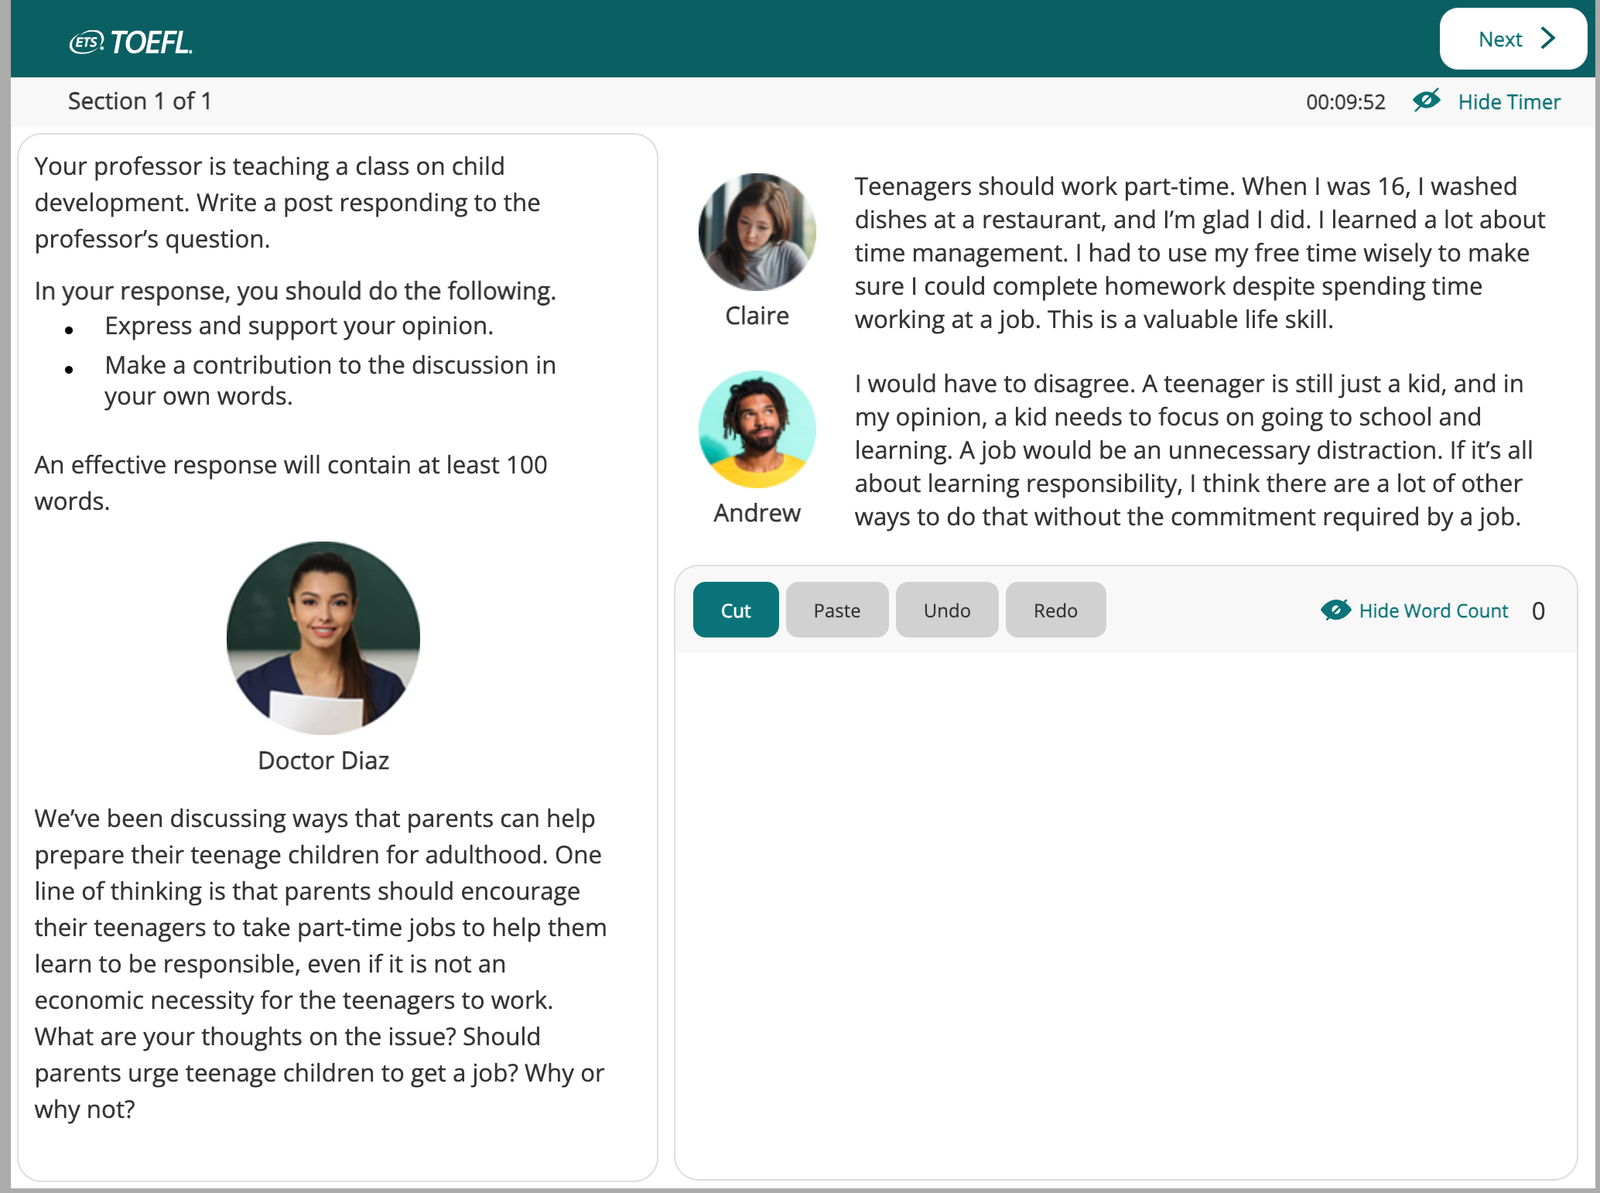 ETS TOEFL.
Next
Section 1 of 1
00:09:52
Hide Timer
Your professor is teaching a class on child
development. Write a post responding to the
professor’s question.
In your response, you should do the following.
• Express and support your opinion.
• Make a contribution to the discussion in
your own words.
An effective response will contain at least 100
words.
Doctor Diaz
We’ve been discussing ways that parents can help
prepare their teenage children for adulthood. One
line of thinking is that parents should encourage
their teenagers to take part-time jobs to help them
learn to be responsible, even if it is not an
economic necessity for the teenagers to work.
What are your thoughts on the issue? Should
parents urge teenage children to get a job? Why or
why not?
Teenagers should work part-time. When I was 16, I washed
dishes at a restaurant, and I’m glad I did. I learned a lot about
time management. I had to use my free time wisely to make
sure I could complete homework despite spending time
working at a job. This is a valuable life skill.
Claire
I would have to disagree. A teenager is still just a kid, and in
my opinion, a kid needs to focus on going to school and
learning. A job would be an unnecessary distraction. If it’s all
about learning responsibility, I think there are a lot of other
ways to do that without the commitment required by a job.
Andrew
Cut
Paste
Undo
Redo
Hide Word Count
0